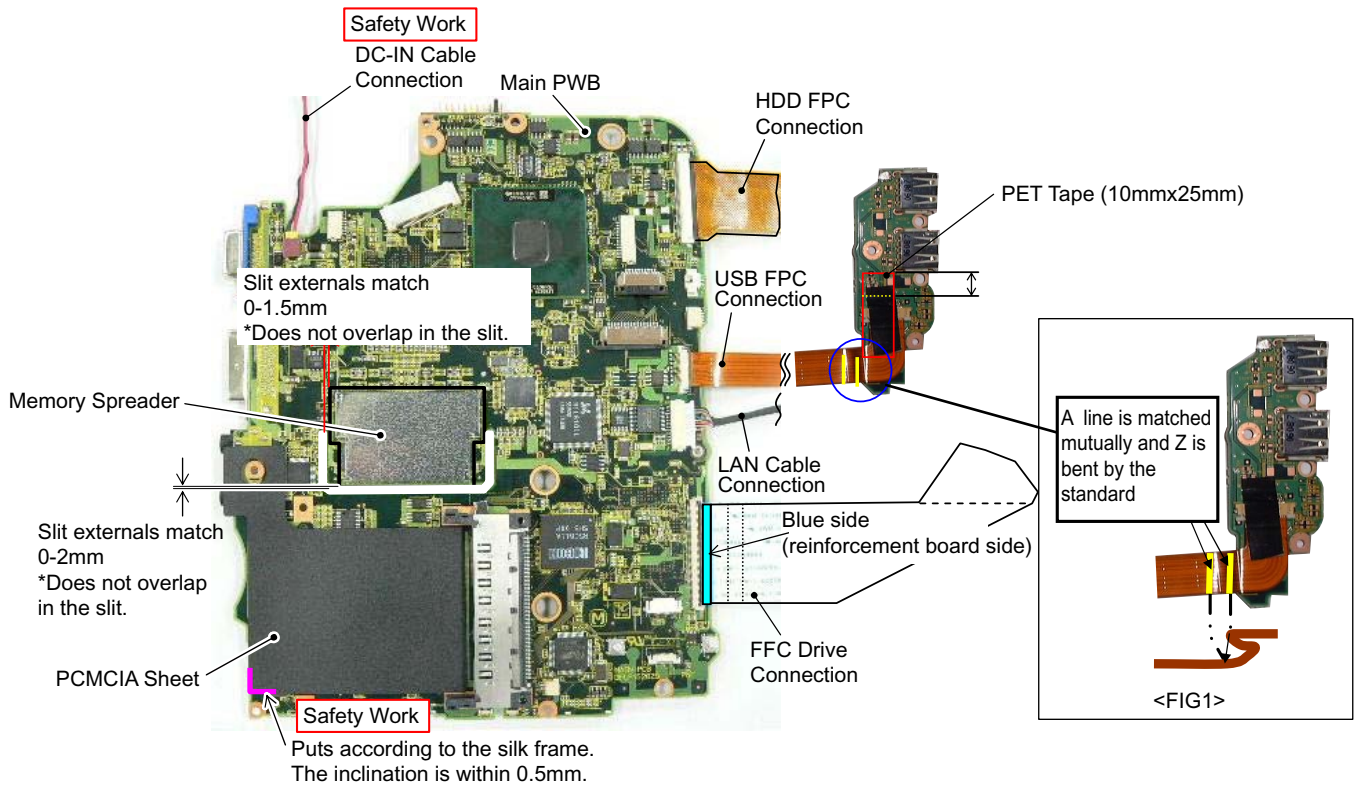 Safety Work
DC-IN Cable
Connection
Main PWB
HDD FPC
Connection
PET Tape (10mmx25mm)
Slit externals match
0-1.5mm
*Does not overlap in the slit.
USB FPC
Connection
Memory Spreader
A line is matched
mutually and Z is
bent by the
standard
LAN Cable
Connection
Slit externals match
0-2mm
*Does not overlap
in the slit.
Blue side
(reinforcement board side)
FFC Drive
Connection
PCMCIA Sheet
<FIG1>
Safety Work
Puts according to the silk frame.
The inclination is within 0.5mm.